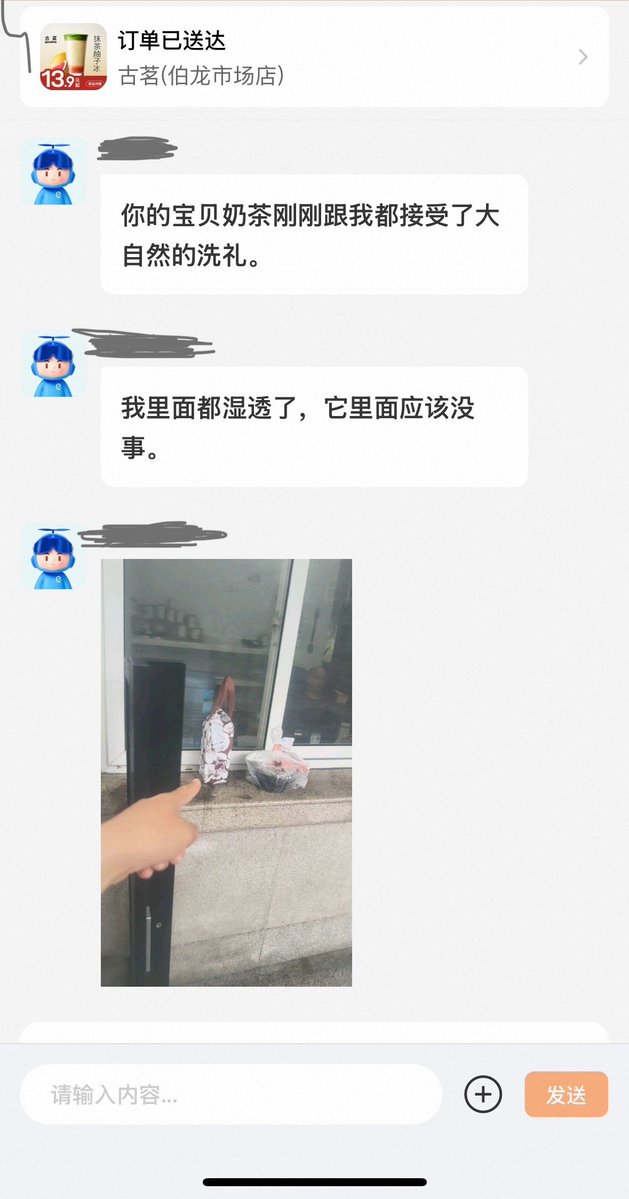 订单已送达
古茗
抹茶柚子冰
13.9元起
古茗(伯龙市场店)
你的宝贝奶茶刚刚跟我都接受了大
自然的洗礼。
我里面都湿透了，它里面应该没
事。
请输入内容...
发送